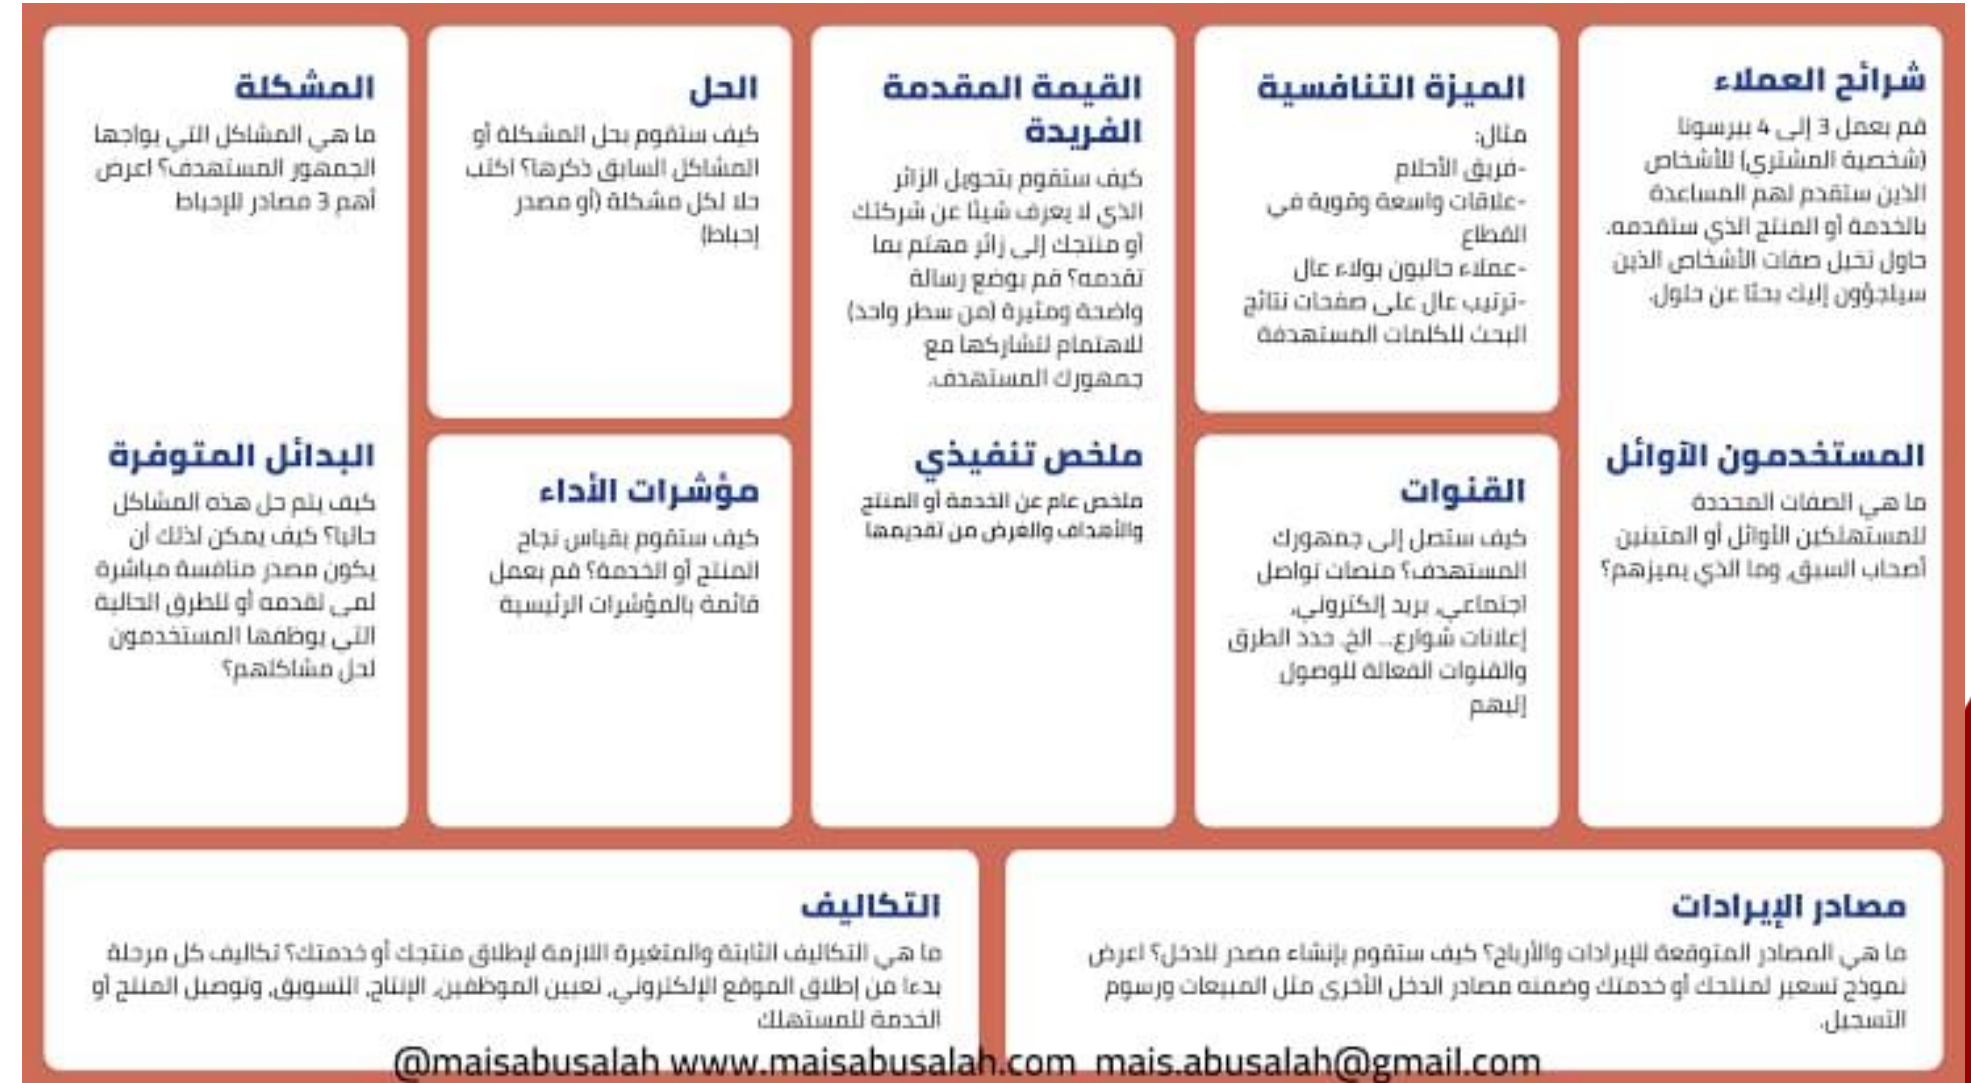 شرائح العملاء
قم بعمل 3 إلى 4 بيرسونا
(شخصية المشتري) للأشخاص
الذين ستقدم لهم المساعدة
بالخدمة أو المنتج الذي ستقدمه.
حاول تخيل صفات الأشخاص الذين
سيلجؤون إليك بحثا عن حلول.
المستخدمون الأوائل
ما هي الصفات المحددة
للمستهلكين الأوائل أو المتبنين
أصحاب السبق، وما الذي يميزهم؟
الميزة التنافسية
مثال:
-فريق الأحلام
-علاقات واسعة وقوية في
القطاع
-عملاء حاليون بولاء عال
-ترتيب عال على صفحات نتائج
البحث للكلمات المستهدفة
القنوات
كيف ستصل إلى جمهورك
المستهدف؟ منصات تواصل
اجتماعي، بريد إلكتروني،
إعلانات شوارع... الخ. حدد الطرق
والقنوات الفعالة للوصول
إليهم
القيمة المقدمة
الفريدة
كيف ستقوم بتحويل الزائر
الذي لا يعرف شيئا عن شركتك
أو منتجك إلى زائر مهتم بما
تقدمه؟ قم بوضع رسالة
واضحة ومثيرة (من سطر واحد)
للاهتمام لتشاركها مع
جمهورك المستهدف.
ملخص تنفيذي
ملخص عام عن الخدمة أو المنتج
والأهداف والغرض من تقديمها
الحل
كيف ستقوم بحل المشكلة أو
المشاكل السابق ذكرها؟ اكتب
حلا لكل مشكلة (أو مصدر
إحباط)
مؤشرات الأداء
كيف ستقوم بقياس نجاح
المنتج أو الخدمة؟ قم بعمل
قائمة بالمؤشرات الرئيسية
المشكلة
ما هي المشاكل التي يواجها
الجمهور المستهدف؟ اعرض
أهم 3 مصادر للإحباط
البدائل المتوفرة
كيف يتم حل هذه المشاكل
حاليا؟ كيف يمكن لذلك أن
يكون مصدر منافسة مباشرة
لمى تقدمه أو للطرق الحالية
التي يوظفها المستخدمون
لحل مشاكلهم؟
مصادر الإيرادات
ما هي المصادر المتوقعة للإيرادات والأرباح؟ كيف ستقوم بإنشاء مصدر للدخل؟ اعرض
نموذج تسعير لمنتجك أو خدمتك وضمنه مصادر الدخل الأخرى مثل المبيعات ورسوم
التسجيل.
التكاليف
ما هي التكاليف الثابتة والمتغيرة اللازمة لإطلاق منتجك أو خدمتك؟ تكاليف كل مرحلة
بدءا من إطلاق الموقع الإلكتروني، تعيين الموظفين، الإنتاج، التسويق، وتوصيل المنتج أو
الخدمة للمستهلك
@maisabusalah www.maisabusalah.com mais.abusalah@gmail.com